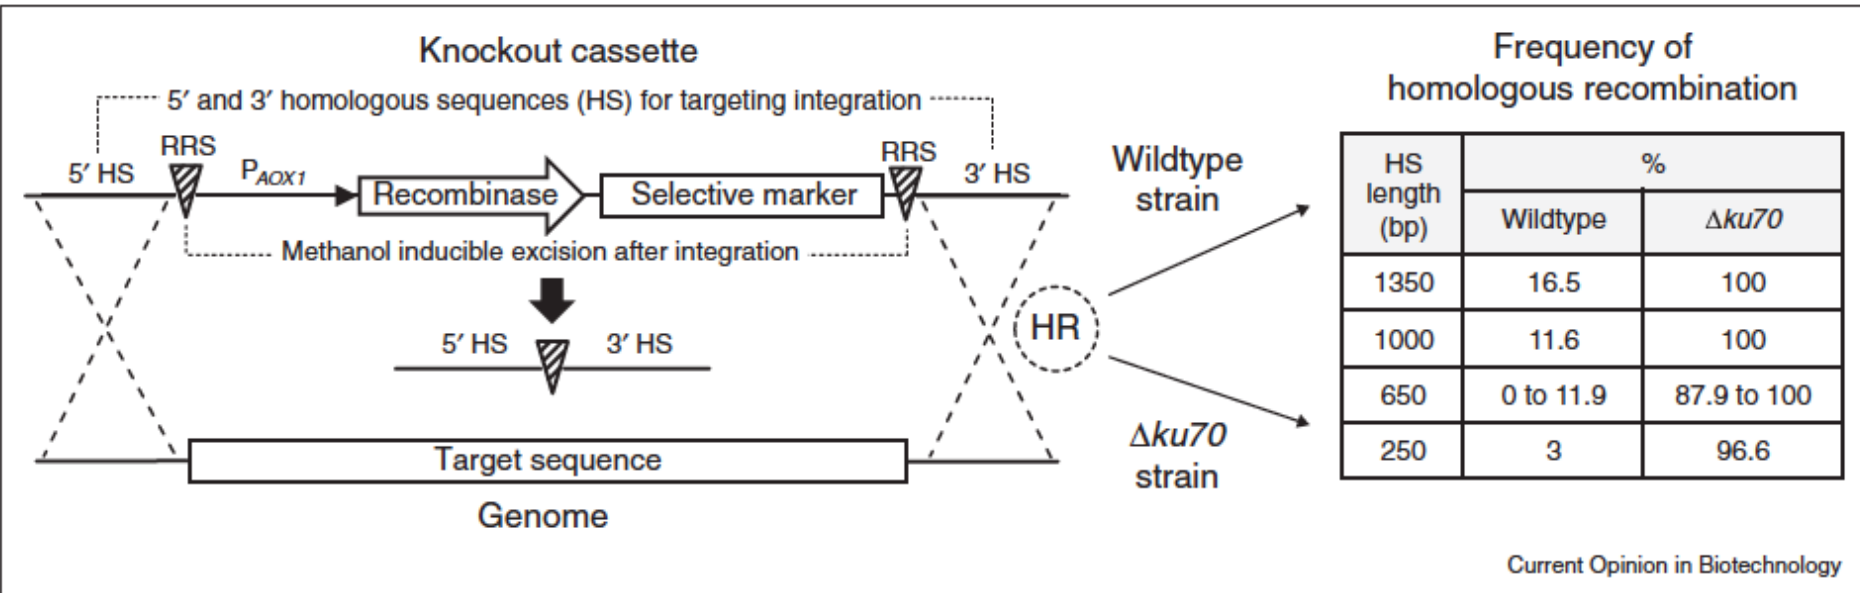 Knockout cassette
5′ and 3′ homologous sequences (HS) for targeting integration
5′ HS
RRS
P_AOX1
Recombinase
Selective marker
RRS
3′ HS
Methanol inducible excision after integration
5′ HS
3′ HS
Target sequence
Genome
HR
Wildtype
strain
Δku70
strain
Frequency of
homologous recombination
HS
length
(bp)
%
Wildtype
Δku70
1350 16.5 100
1000 11.6 100
650 0 to 11.9 87.9 to 100
250 3 96.6
Current Opinion in Biotechnology